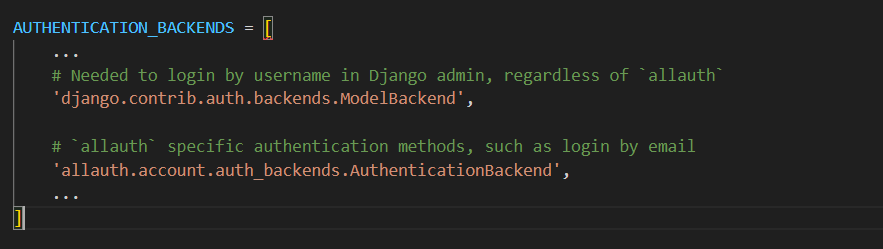 AUTHENTICATION_BACKENDS = [
    ...
    # Needed to login by username in Django admin, regardless of `allauth`
    'django.contrib.auth.backends.ModelBackend',

    # `allauth` specific authentication methods, such as login by email
    'allauth.account.auth_backends.AuthenticationBackend',
    ...
]